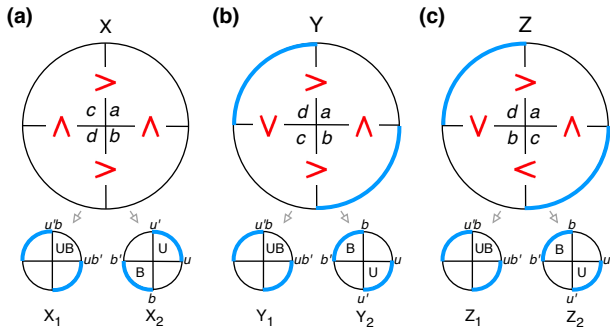 (a) X (b) Y (c) Z
> > >
c a d a d a
∧ ∧ ∨ ∧ ∨ ∧
d b c b b c
> > <
u'b u' u'b b u'b b
UB U UB B UB B
ub' b' u ub' b' u ub' b' u
B U U
b u' u'
X1 X2 Y1 Y2 Z1 Z2